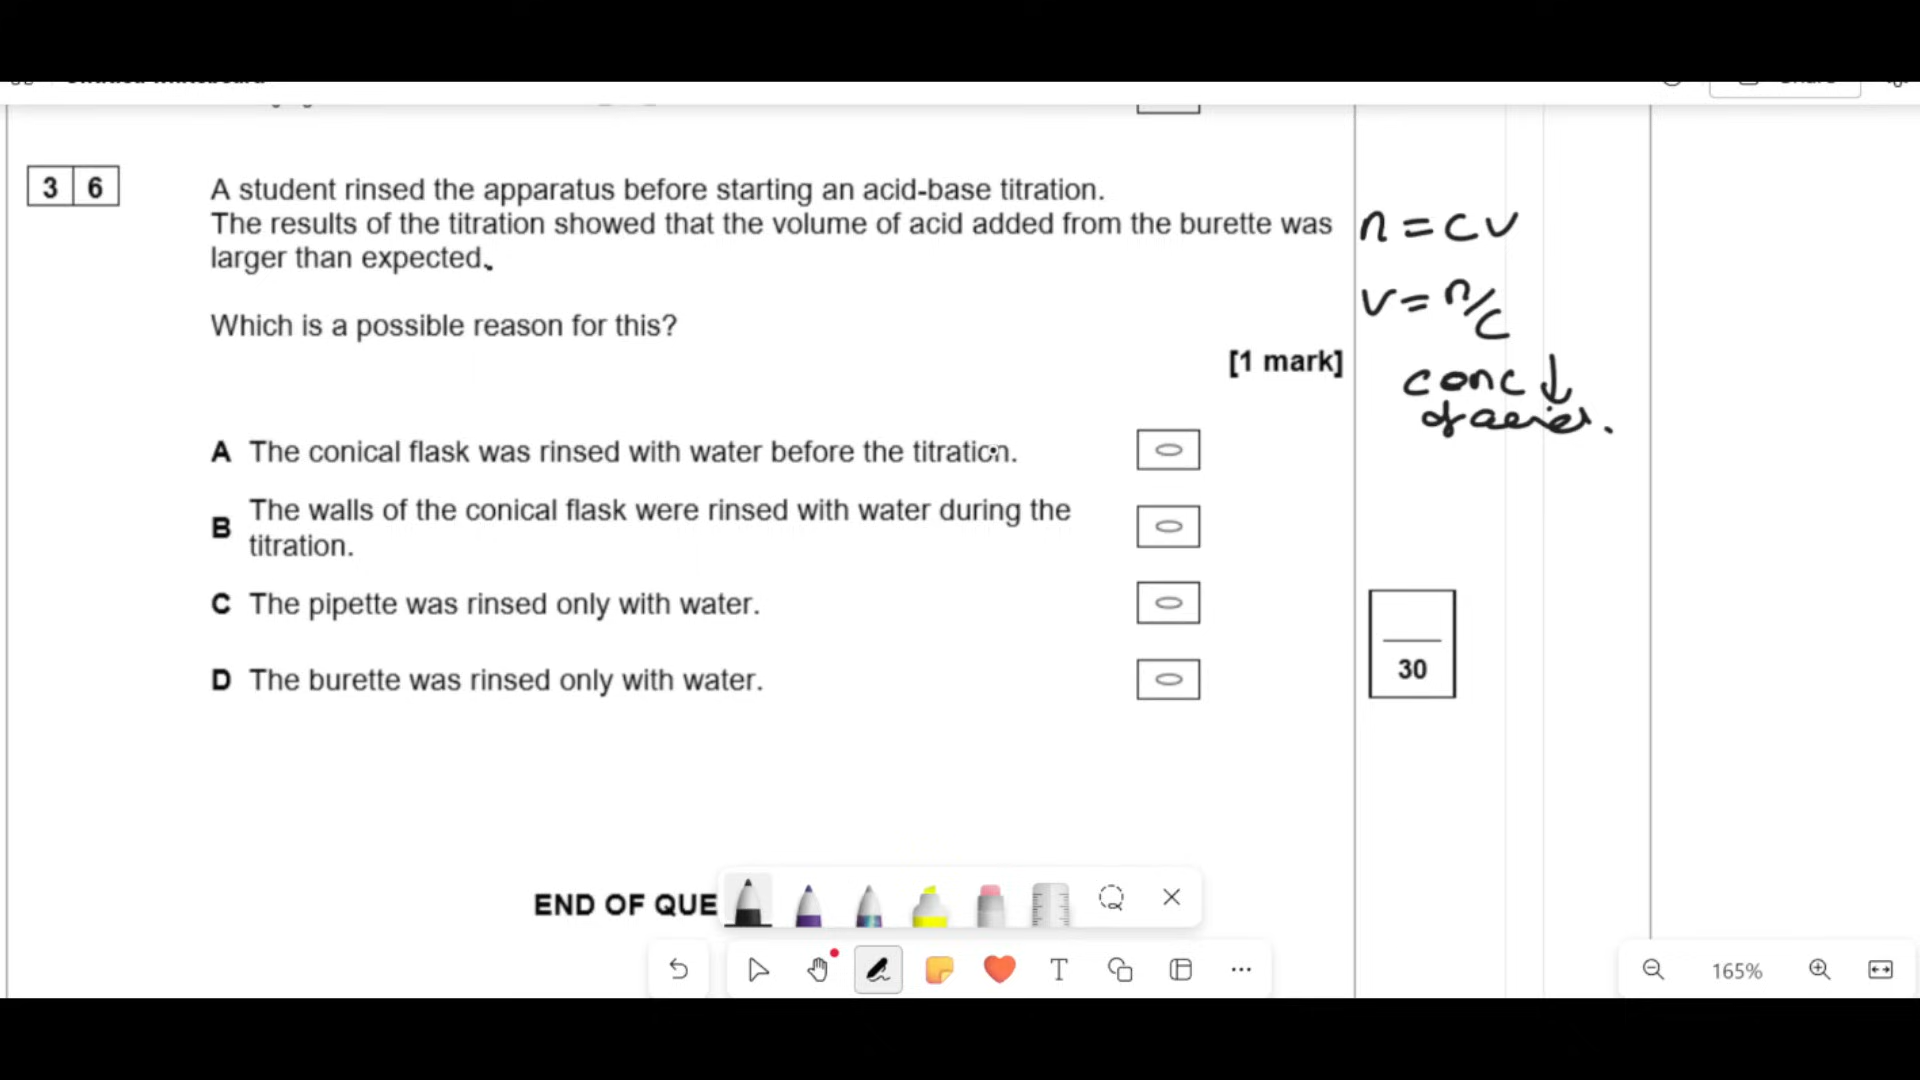 3 6
A student rinsed the apparatus before starting an acid-base titration.
The results of the titration showed that the volume of acid added from the burette was
larger than expected.
Which is a possible reason for this?
[1 mark]
A The conical flask was rinsed with water before the titration.
B The walls of the conical flask were rinsed with water during the
titration.
C The pipette was rinsed only with water.
D The burette was rinsed only with water.
n = cv
v = n/c
conc ↓
of acid.
30
END OF QUE
T
165%